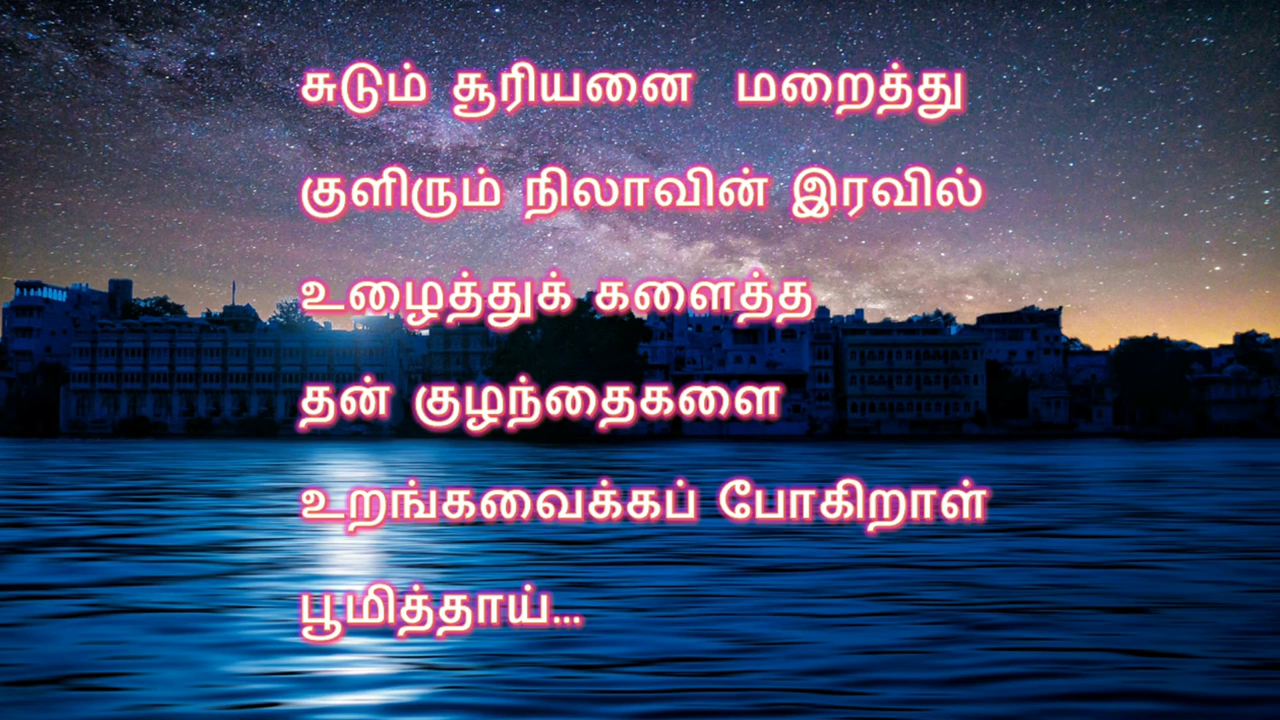 சுடும் சூரியனை மறைத்து
குளிரும் நிலாவின் இரவில்
உழைத்துக் களைத்த
தன் குழந்தைகளை
உறங்கவைக்கப் போகிறாள்
பூமித்தாய்...